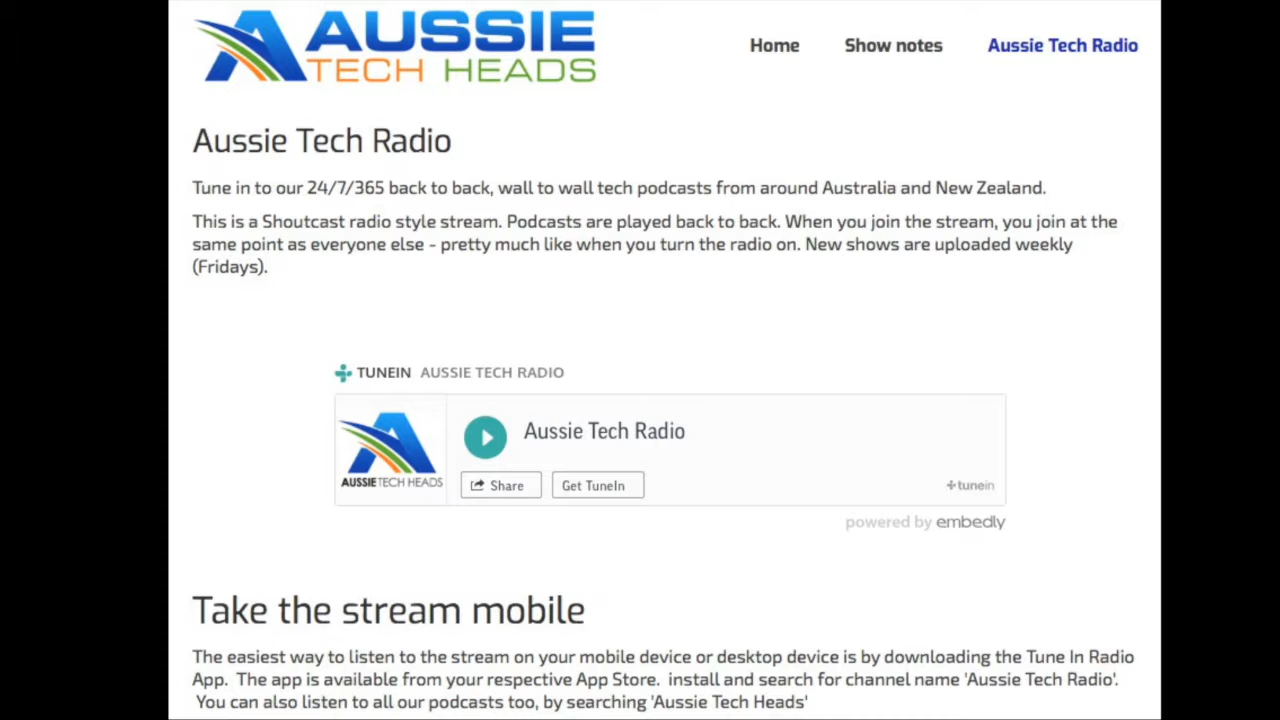 AUSSIE
TECH HEADS
Home Show notes Aussie Tech Radio
Aussie Tech Radio
Tune in to our 24/7/365 back to back, wall to wall tech podcasts from around Australia and New Zealand.
This is a Shoutcast radio style stream. Podcasts are played back to back. When you join the stream, you join at the
same point as everyone else - pretty much like when you turn the radio on. New shows are uploaded weekly
(Fridays).
TUNEIN AUSSIE TECH RADIO
Aussie Tech Radio
AUSSIE TECH HEADS
Share Get TuneIn
tunein
powered by embedly
Take the stream mobile
The easiest way to listen to the stream on your mobile device or desktop device is by downloading the Tune In Radio
App. The app is available from your respective App Store. install and search for channel name 'Aussie Tech Radio'.
You can also listen to all our podcasts too, by searching 'Aussie Tech Heads'